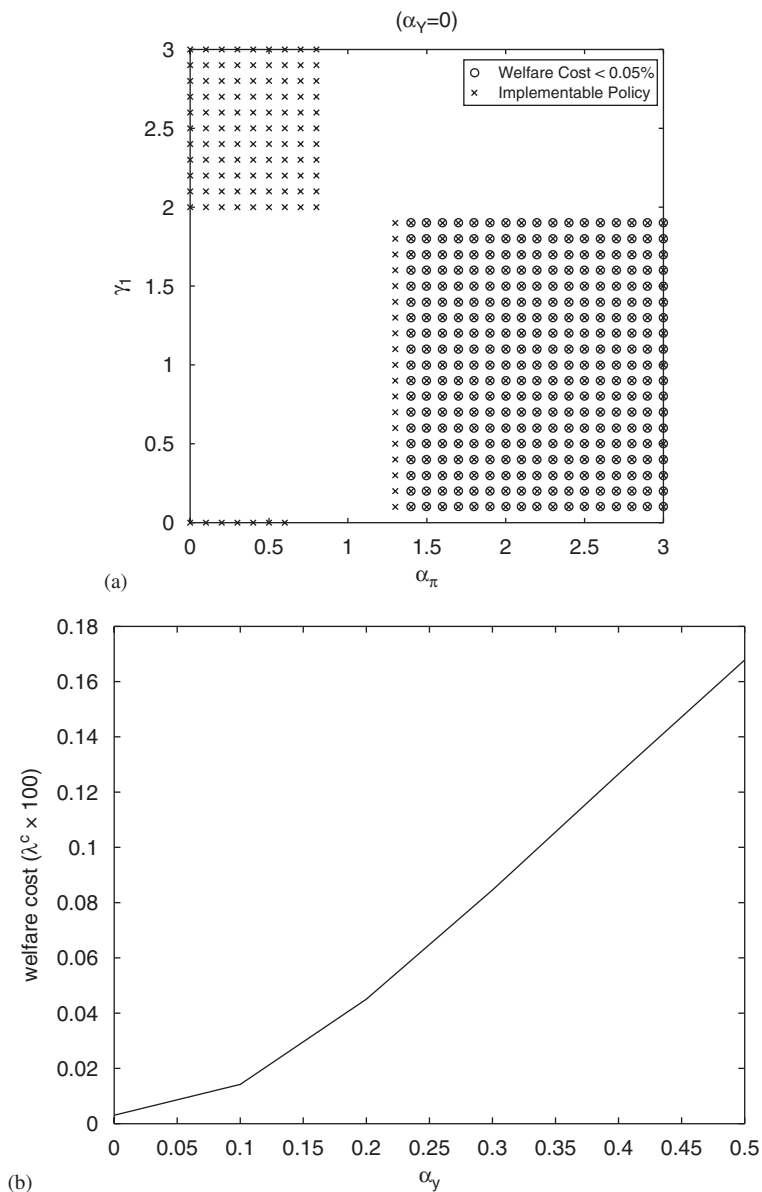 (α_Y=0)
3
2.5
2
1.5
1
0.5
0
γ₁
Welfare Cost < 0.05%
Implementable Policy
0 0.5 1 1.5 2 2.5 3
α_π
(a)
0.18
0.16
0.14
0.12
0.1
0.08
0.06
0.04
0.02
0
welfare cost (λᶜ × 100)
0 0.05 0.1 0.15 0.2 0.25 0.3 0.35 0.4 0.45 0.5
α_y
(b)